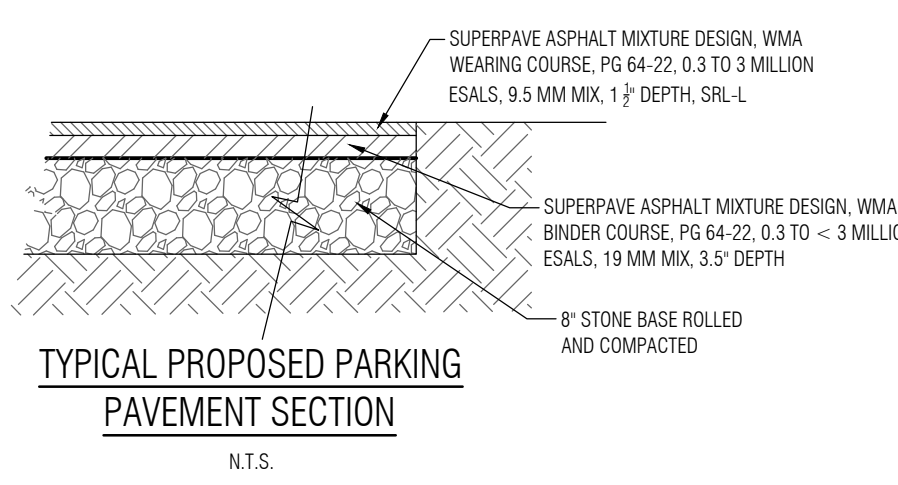 SUPERPAVE ASPHALT MIXTURE DESIGN, WMA
WEARING COURSE, PG 64-22, 0.3 TO 3 MILLION
ESALS, 9.5 MM MIX, 1 1/2" DEPTH, SRL-L
SUPERPAVE ASPHALT MIXTURE DESIGN, WMA
BINDER COURSE, PG 64-22, 0.3 TO < 3
ESALS, 19 MM MIX, 3.5" DEPTH
8" STONE BASE ROLLED
AND COMPACTED
TYPICAL PROPOSED PARKING
PAVEMENT SECTION
N.T.S.